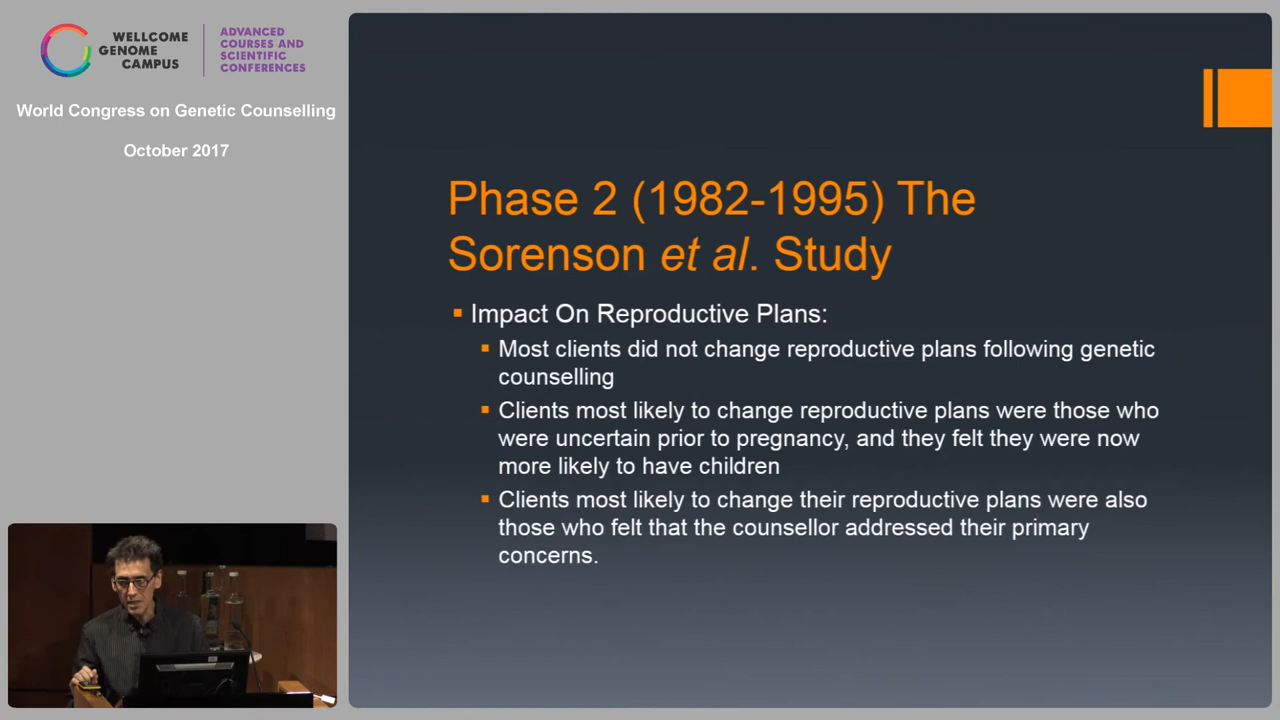 WELLCOME
GENOME
CAMPUS
ADVANCED
COURSES AND
SCIENTIFIC
CONFERENCES
World Congress on Genetic Counselling
October 2017
Phase 2 (1982-1995) The
Sorenson et al. Study
Impact On Reproductive Plans:
Most clients did not change reproductive plans following genetic
counselling
Clients most likely to change reproductive plans were those who
were uncertain prior to pregnancy, and they felt they were now
more likely to have children
Clients most likely to change their reproductive plans were also
those who felt that the counsellor addressed their primary
concerns.